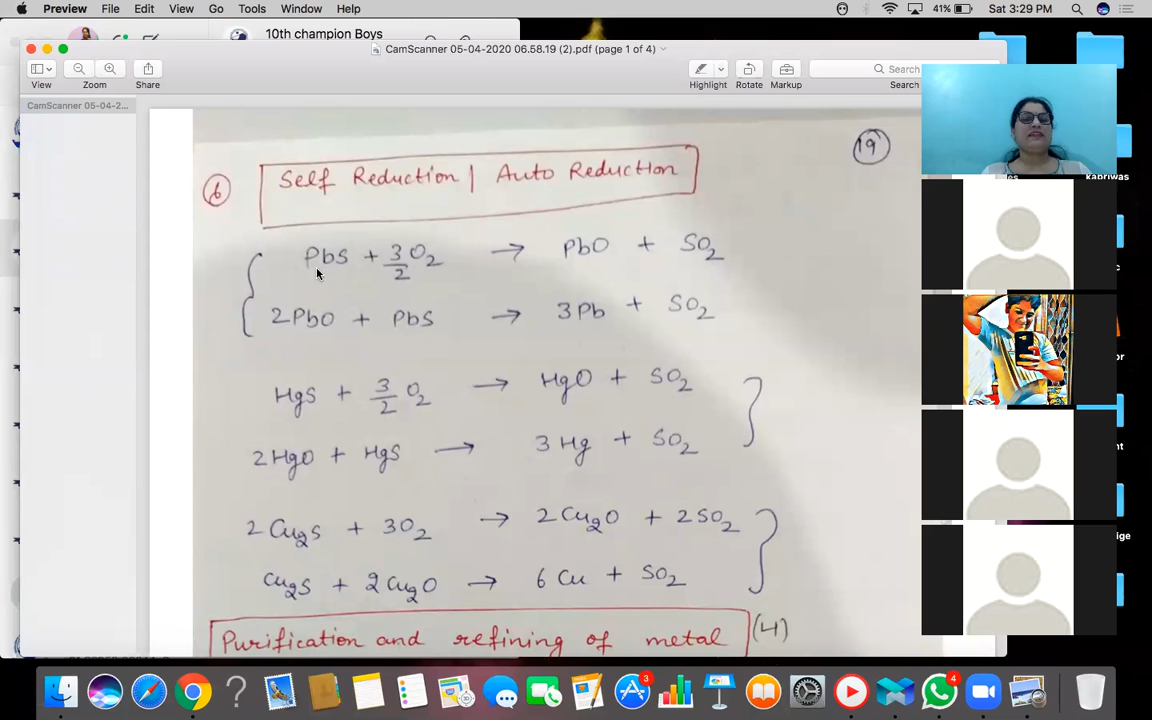 Preview File Edit View Go Tools Window Help 41% Sat 3:29 PM
10th champion Boys
CamScanner 05-04-2020 06.58.19 (2).pdf (page 1 of 4)
View Zoom Share Highlight Rotate Markup Search
Search
CamScanner 05-04-2...
19
6 Self Reduction | Auto Reduction
PbS + 3/2 O₂ → PbO + SO₂
2PbO + PbS → 3Pb + SO₂
HgS + 3/2 O₂ → HgO + SO₂
2HgO + HgS → 3Hg + SO₂
2Cu₂S + 3O₂ → 2Cu₂O + 2SO₂
Cu₂S + 2Cu₂O → 6Cu + SO₂
Purification and refining of metal (4)
kabriwas
3
4